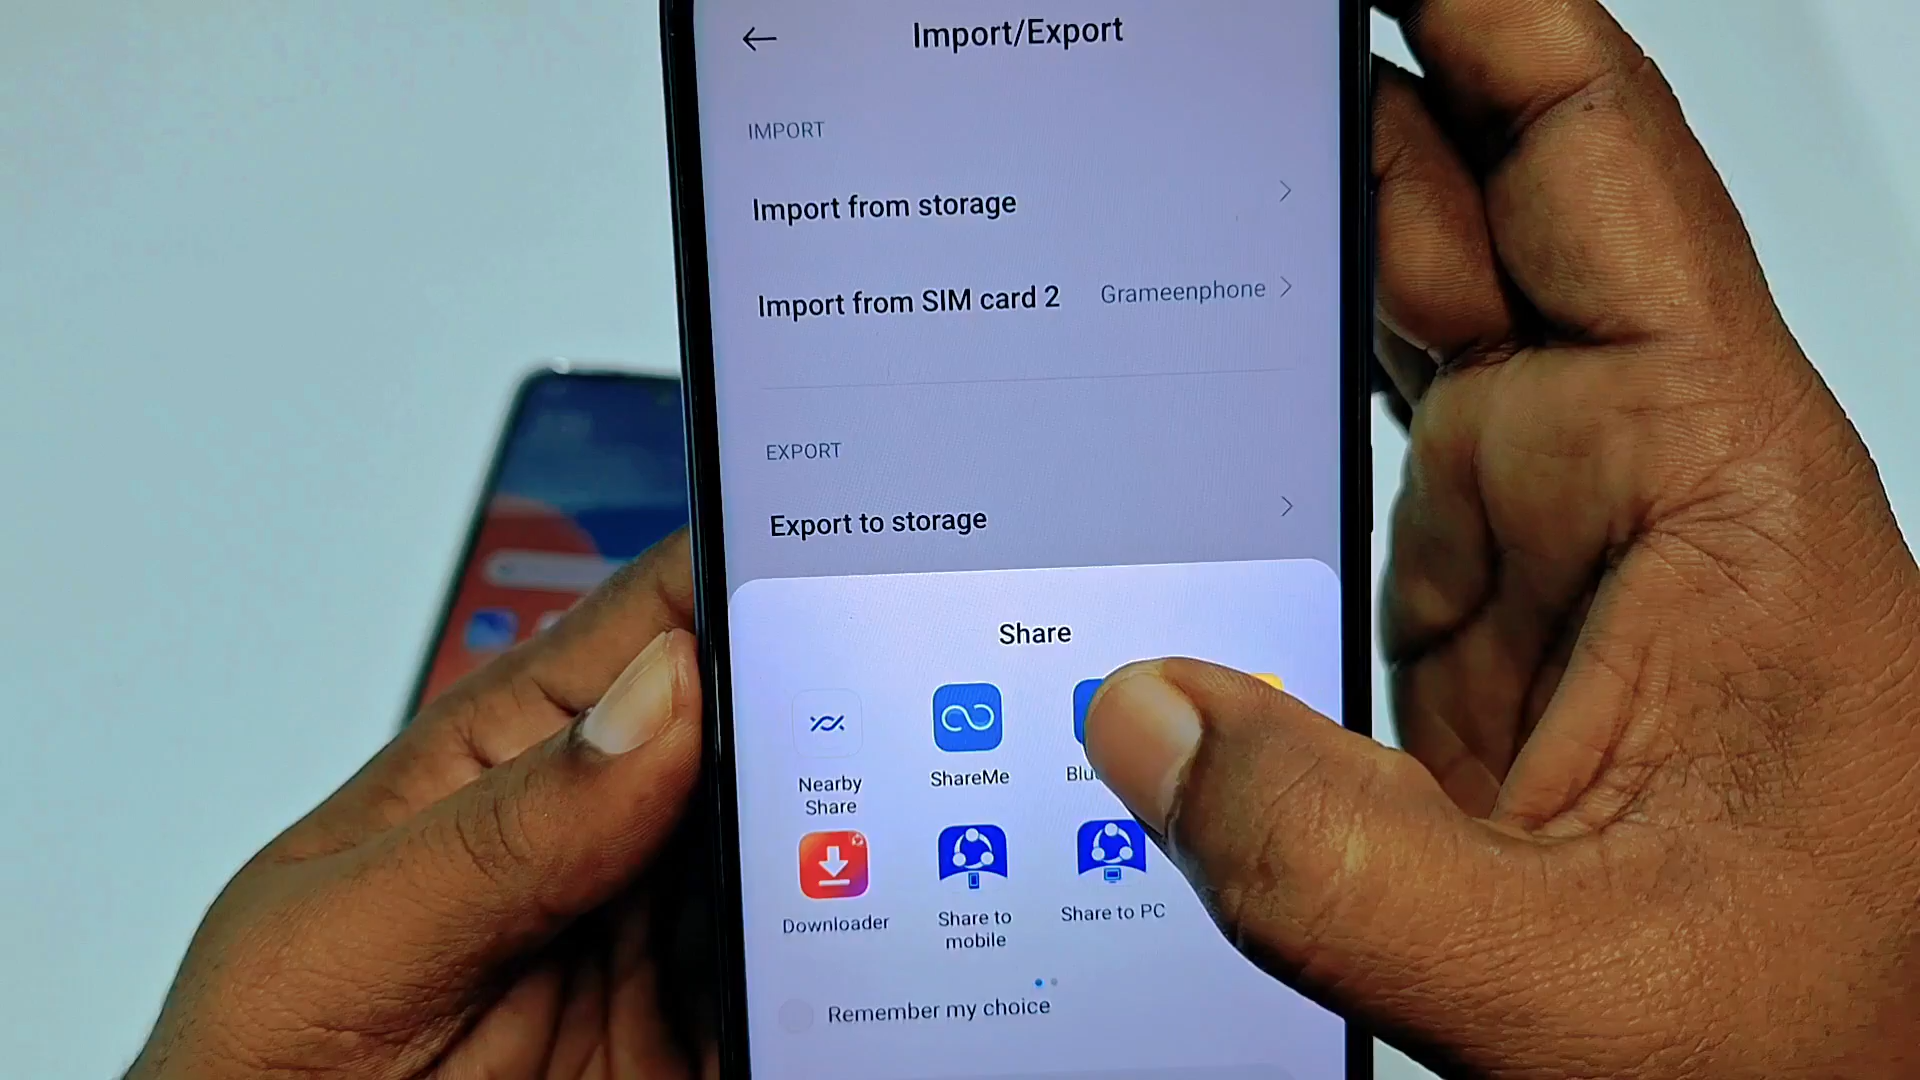 Import/Export
IMPORT
Import from storage
Import from SIM card 2 Grameenphone
EXPORT
Export to storage
Share
Nearby
Share
ShareMe
Downloader
Share to
mobile
Share to PC
Remember my choice